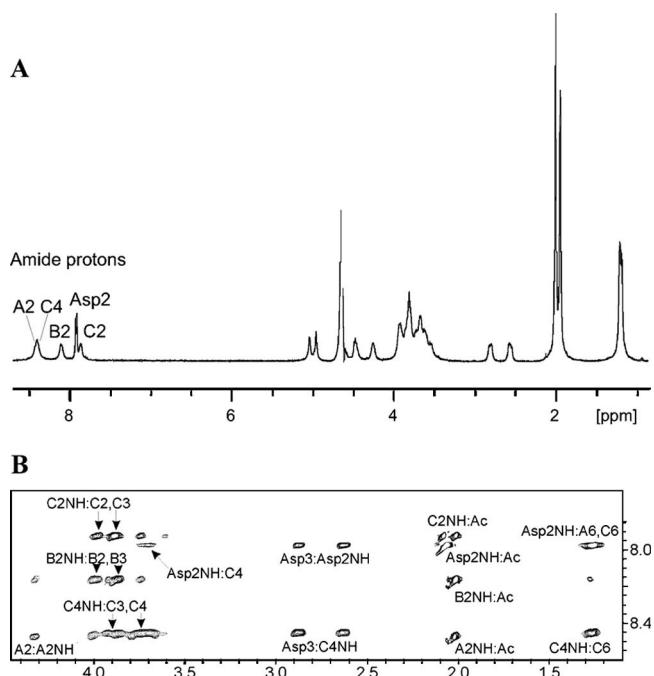 A
Amide protons
A2 C4
Asp2
B2
C2
8
6
4
2
[ppm]
B
C2NH:C2,C3
C2NH:Ac
Asp2NH:A6,C6
8.0
Asp2NH:C4
Asp3:Asp2NH
Asp2NH:Ac
B2NH:B2,B3
B2NH:Ac
C4NH:C3,C4
8.4
A2:A2NH
Asp3:C4NH
A2NH:Ac
C4NH:C6
4.0
3.5
3.0
2.5
2.0
1.5